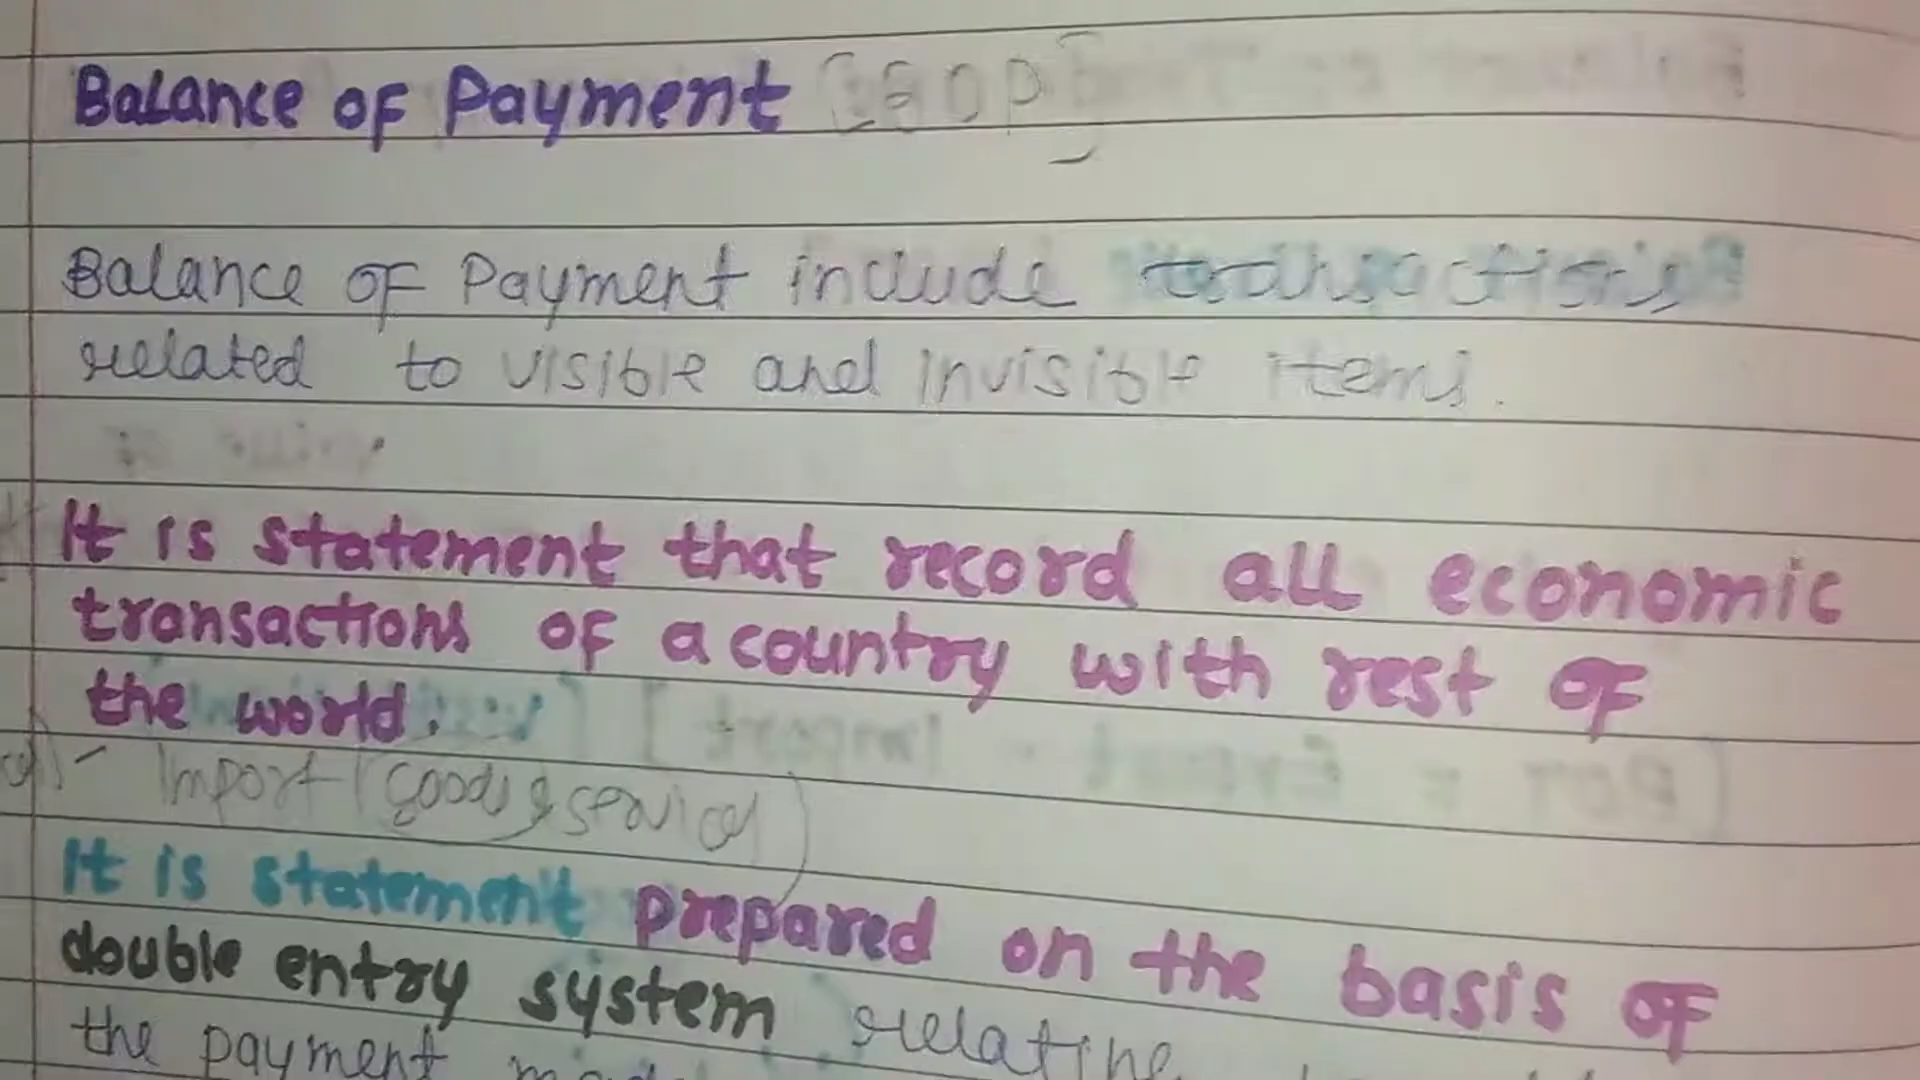 Balance of Payment [BOP]
Balance of Payment include transactions
related to visible and invisible items.
It is statement that record all economic
transactions of a country with rest of
the world.
Import (Goods & services)
It is statement prepared on the basis of
double entry system relating
the payment